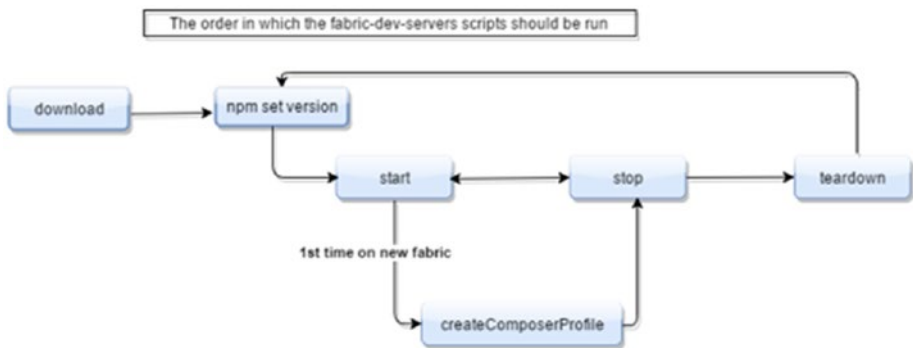 The order in which the fabric-dev-servers scripts should be run
download
npm set version
start
stop
teardown
1st time on new fabric
createComposerProfile